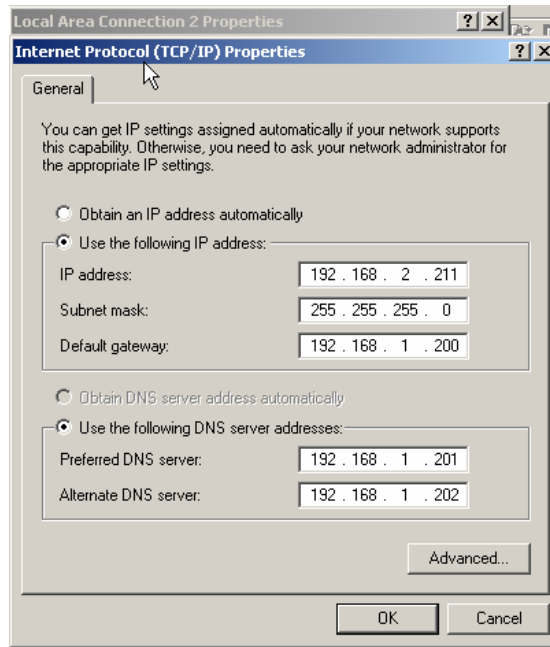 Local Area Connection 2 Properties
Internet Protocol (TCP/IP) Properties
General
You can get IP settings assigned automatically if your network supports
this capability. Otherwise, you need to ask your network administrator for
the appropriate IP settings.
Obtain an IP address automatically
Use the following IP address:
IP address: 192 . 168 . 2 . 211
Subnet mask: 255 . 255 . 255 . 0
Default gateway: 192 . 168 . 1 . 200
Obtain DNS server address automatically
Use the following DNS server addresses:
Preferred DNS server: 192 . 168 . 1 . 201
Alternate DNS server: 192 . 168 . 1 . 202
Advanced...
OK Cancel